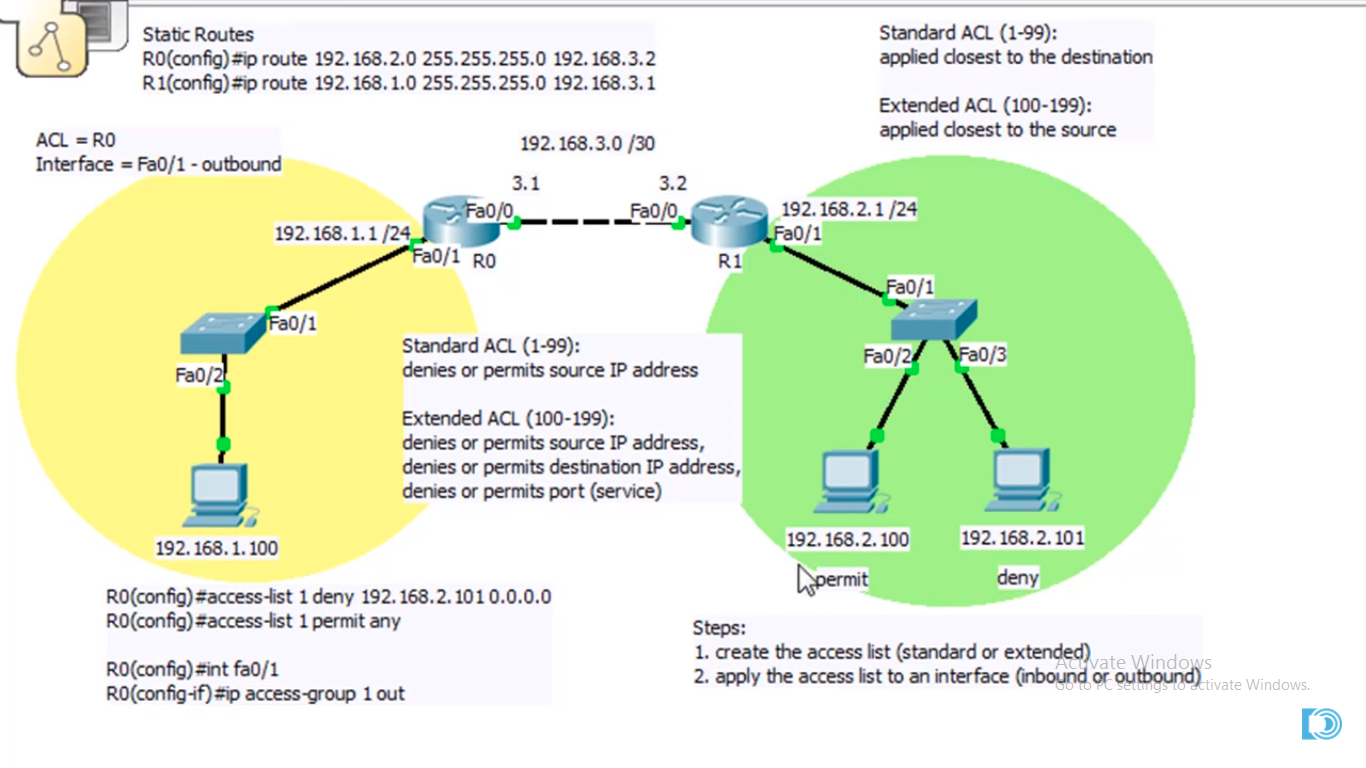 Static Routes
R0(config)#ip route 192.168.2.0 255.255.255.0 192.168.3.2
R1(config)#ip route 192.168.1.0 255.255.255.0 192.168.3.1
Standard ACL (1-99):
applied closest to the destination
Extended ACL (100-199):
applied closest to the source
ACL = R0
Interface = Fa0/1 - outbound
192.168.3.0 /30
3.1
3.2
Fa0/0
Fa0/0
192.168.1.1 /24
192.168.2.1 /24
Fa0/1
R0
R1
Fa0/1
Fa0/1
Fa0/1
Fa0/2
Fa0/2
Fa0/3
Standard ACL (1-99):
denies or permits source IP address
Extended ACL (100-199):
denies or permits source IP address,
denies or permits destination IP address,
denies or permits port (service)
192.168.1.100
192.168.2.100
192.168.2.101
permit
deny
R0(config)#access-list 1 deny 192.168.2.101 0.0.0.0
R0(config)#access-list 1 permit any
R0(config)#int fa0/1
R0(config-if)#ip access-group 1 out
Steps:
1. create the access list (standard or extended)
2. apply the access list to an interface (inbound or outbound)
Activate Windows
Go to PC settings to activate Windows.